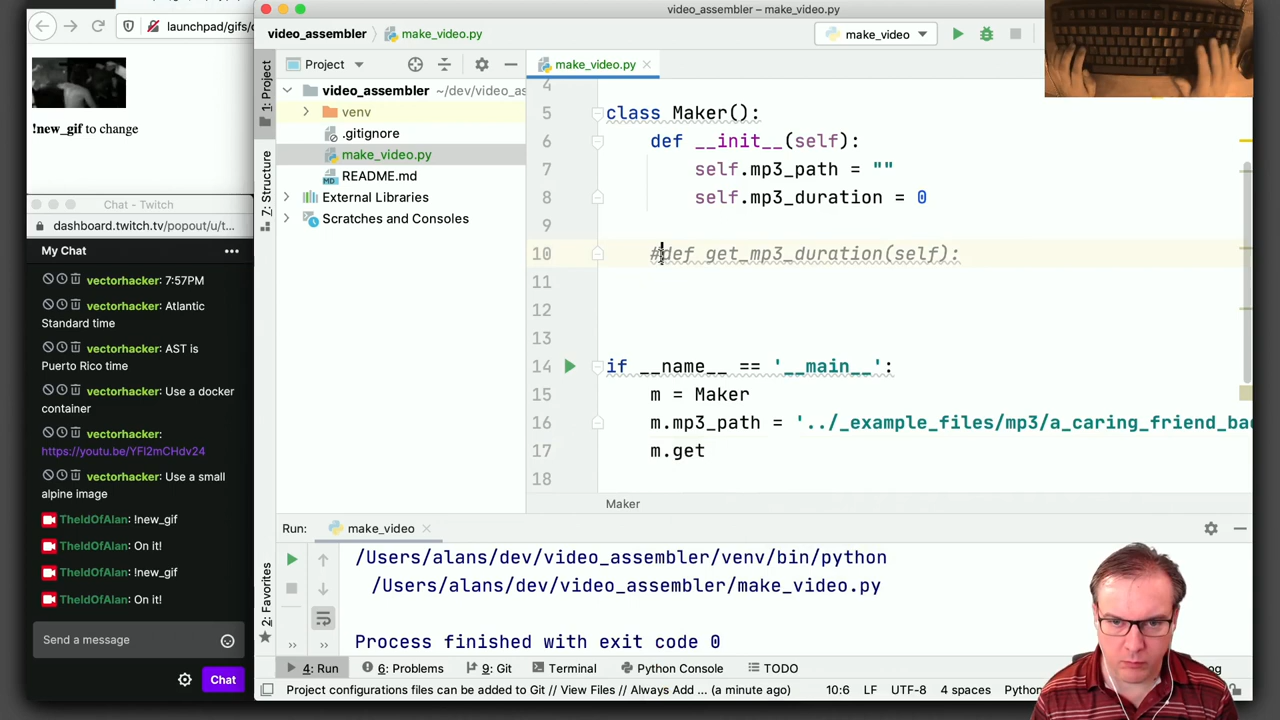 launchpad/gifs/
!new_gif to change
Chat - Twitch
dashboard.twitch.tv/popout/u/t...
My Chat
vectorhacker: 7:57PM
vectorhacker: Atlantic
Standard time
vectorhacker: AST is
Puerto Rico time
vectorhacker: Use a docker
container
vectorhacker:
https://youtu.be/YFl2mCHdv24
vectorhacker: Use a small
alpine image
TheIdOfAlan: !new_gif
TheIdOfAlan: On it!
TheIdOfAlan: !new_gif
TheIdOfAlan: On it!
Send a message
Chat
video_assembler – make_video.py
video_assembler
make_video.py
make_video
1: Project
7: Structure
2: Favorites
Project
video_assembler ~/dev/video_as
venv
.gitignore
make_video.py
README.md
External Libraries
Scratches and Consoles
make_video.py
4
5 class Maker():
6 def __init__(self):
7 self.mp3_path = ""
8 self.mp3_duration = 0
9
10 #def get_mp3_duration(self):
11
12
13
14 if __name__ == '__main__':
15 m = Maker
16 m.mp3_path = '../_example_files/mp3/a_caring_friend_bac
17 m.get
18
Maker
Run: make_video
/Users/alans/dev/video_assembler/venv/bin/python
/Users/alans/dev/video_assembler/make_video.py
Process finished with exit code 0
4: Run
6: Problems
9: Git
Terminal
Python Console
TODO
Project configurations files can be added to Git // View Files // Always Add ... (a minute ago)
10:6 LF UTF-8 4 spaces